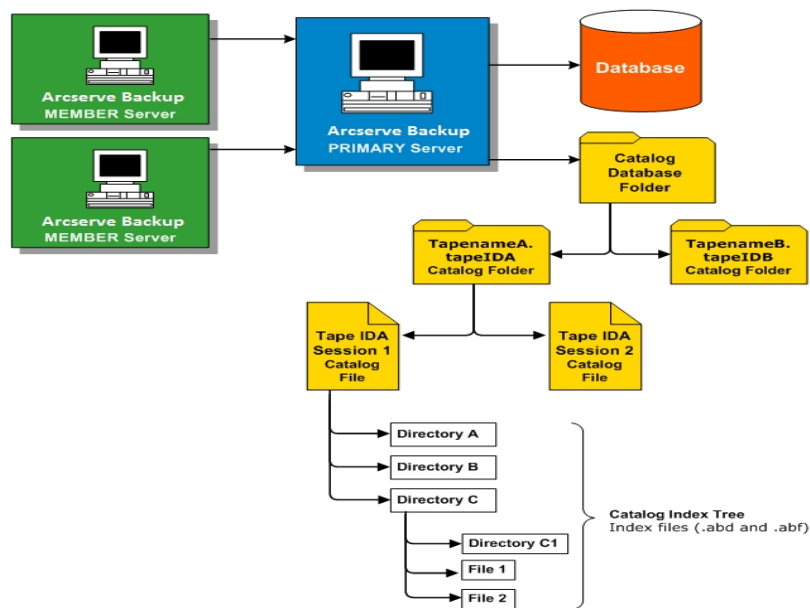 Arcserve Backup
MEMBER Server
Arcserve Backup
PRIMARY Server
Database
Arcserve Backup
MEMBER Server
Catalog
Database
Folder
TapenameA.
tapeIDA
Catalog Folder
TapenameB.
tapeIDB
Catalog Folder
Tape IDA
Session 1
Catalog
File
Tape IDA
Session 2
Catalog
File
Directory A
Directory B
Directory C
Directory C1
File 1
File 2
Catalog Index Tree
Index files (.abd and .abf)